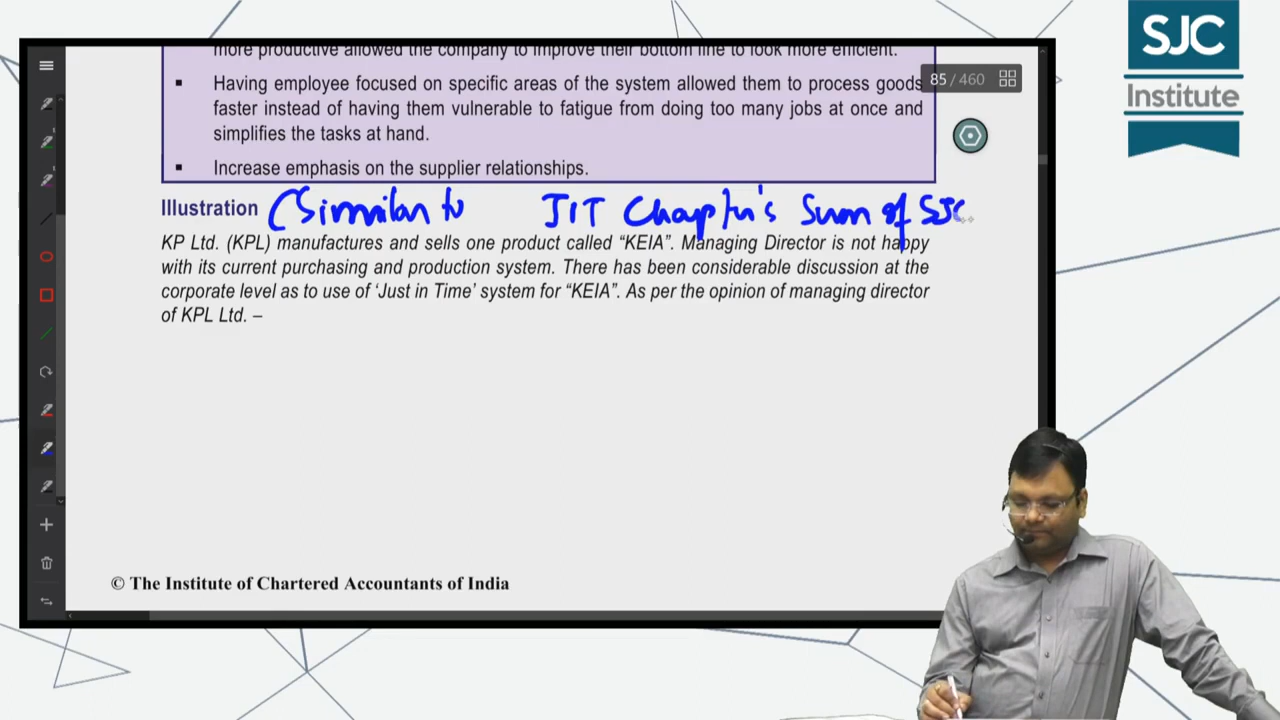 SJC
Institute
more productive allowed the company to improve their bottom line to look more efficient.
85 / 460
▪ Having employee focused on specific areas of the system allowed them to process goods
faster instead of having them vulnerable to fatigue from doing too many jobs at once and
simplifies the tasks at hand.
▪ Increase emphasis on the supplier relationships.
Illustration (Similar to JIT Chapter's Sum of SJC
KP Ltd. (KPL) manufactures and sells one product called “KEIA”. Managing Director is not happy
with its current purchasing and production system. There has been considerable discussion at the
corporate level as to use of ‘Just in Time’ system for “KEIA”. As per the opinion of managing director
of KPL Ltd. –
© The Institute of Chartered Accountants of India